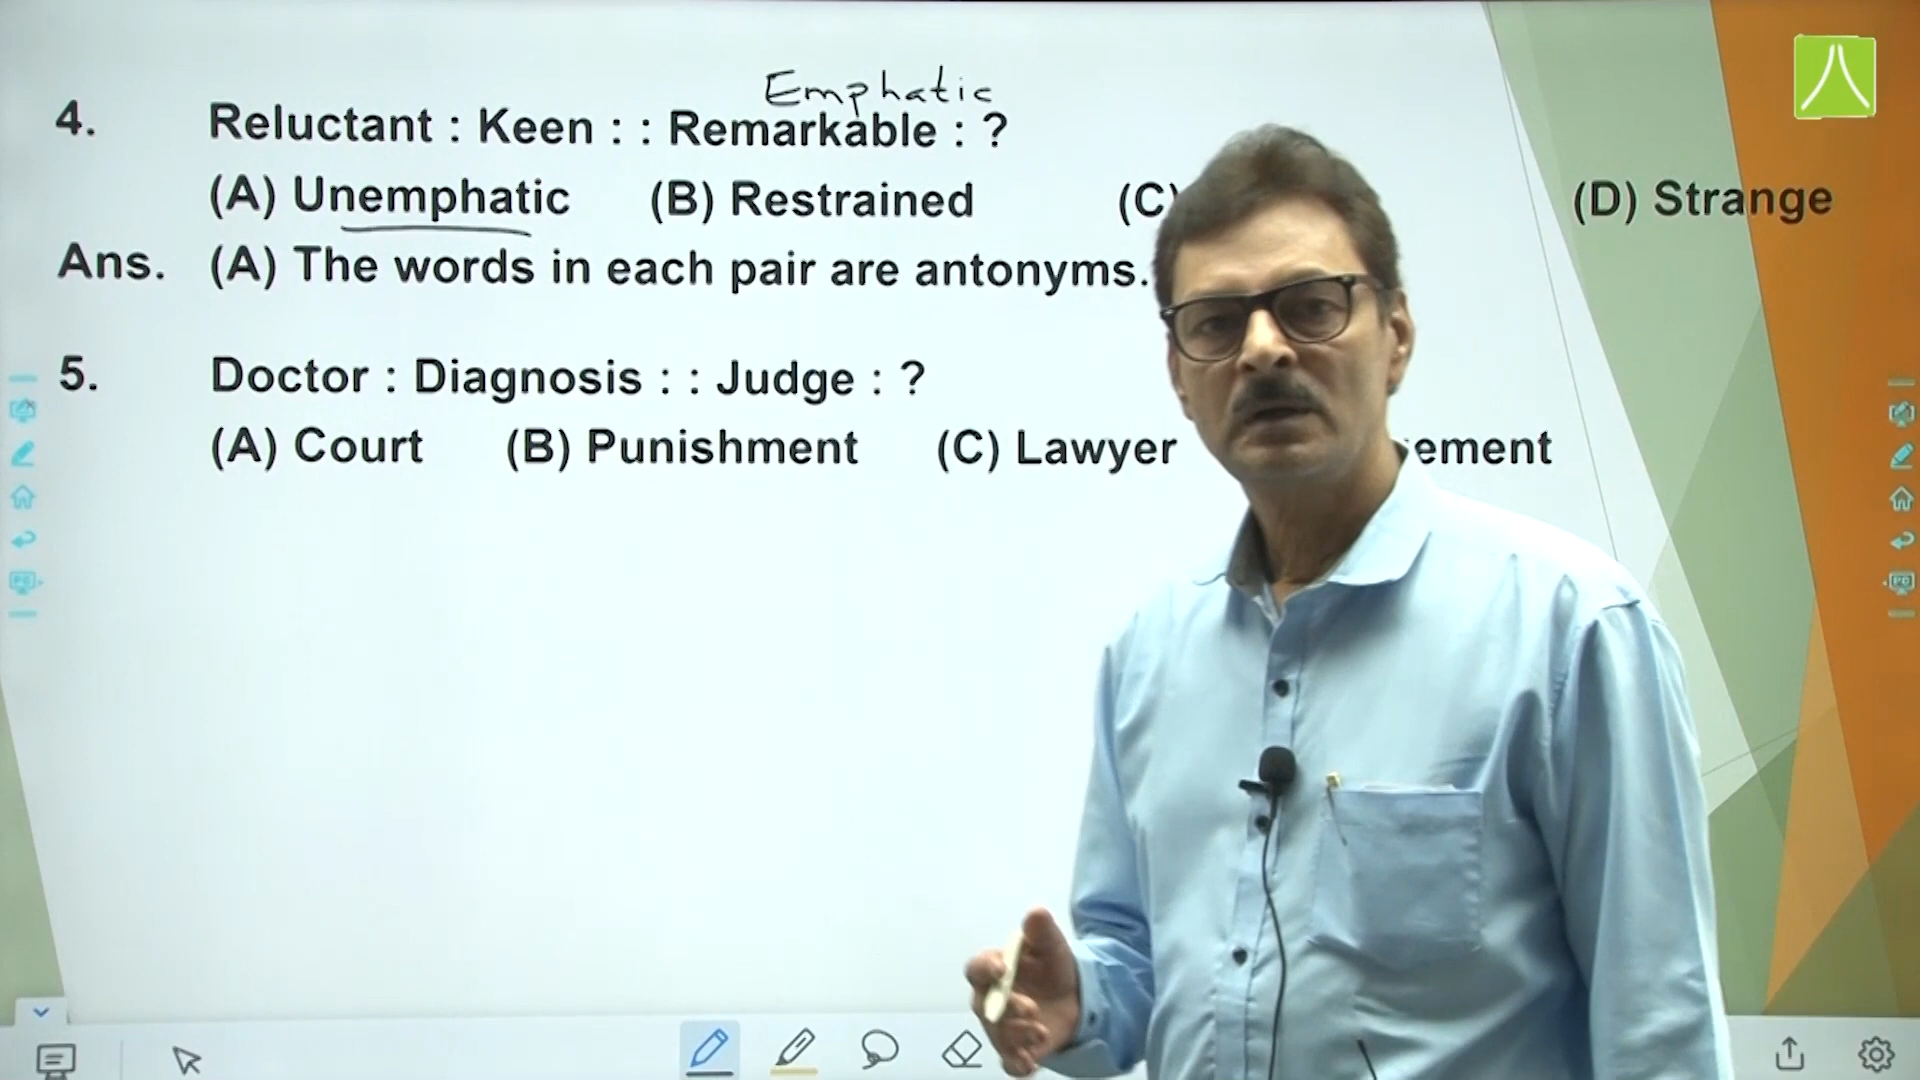 Emphatic
4. Reluctant : Keen : : Remarkable : ?
(A) Unemphatic (B) Restrained (C) (D) Strange
Ans. (A) The words in each pair are antonyms.
5. Doctor : Diagnosis : : Judge : ?
(A) Court (B) Punishment (C) Lawyer